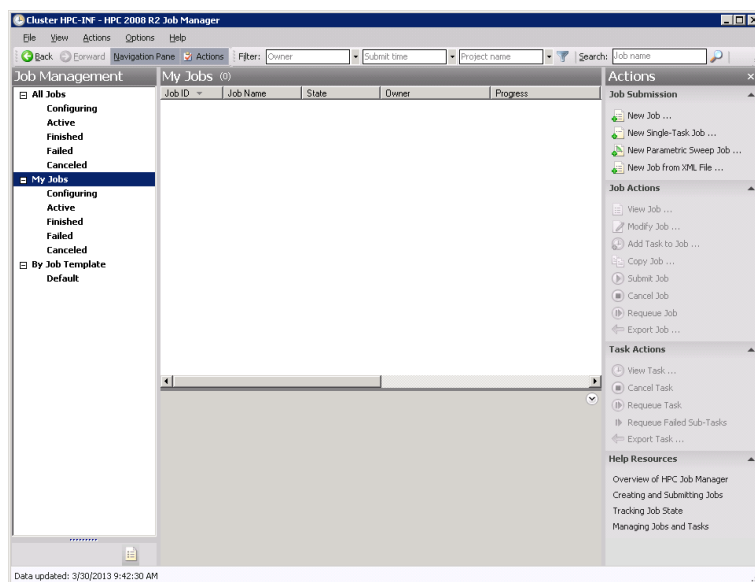 Cluster HPC-INF - HPC 2008 R2 Job Manager
File View Actions Options Help
Back Forward Navigation Pane Actions Filter: Owner Submit time Project name Search: Job name
Job Management
All Jobs
Configuring
Active
Finished
Failed
Canceled
My Jobs
Configuring
Active
Finished
Failed
Canceled
By Job Template
Default
My Jobs (0)
Job ID Job Name State Owner Progress
Actions
Job Submission
New Job ...
New Single-Task Job ...
New Parametric Sweep Job ...
New Job from XML File ...
Job Actions
View Job ...
Modify Job ...
Add Task to Job ...
Copy Job ...
Submit Job
Cancel Job
Requeue Job
Export Job ...
Task Actions
View Task ...
Cancel Task
Requeue Task
Requeue Failed Sub-Tasks
Export Task ...
Help Resources
Overview of HPC Job Manager
Creating and Submitting Jobs
Tracking Job State
Managing Jobs and Tasks
Data updated: 3/30/2013 9:42:30 AM